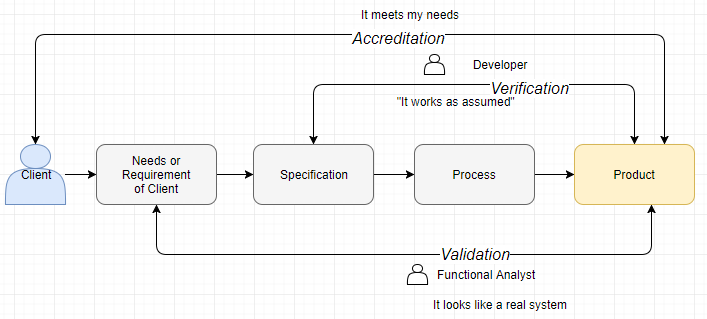 It meets my needs
Accreditation
Developer
Verification
"It works as assumed"
Client
Needs or
Requirement
of Client
Specification
Process
Product
Validation
Functional Analyst
It looks like a real system